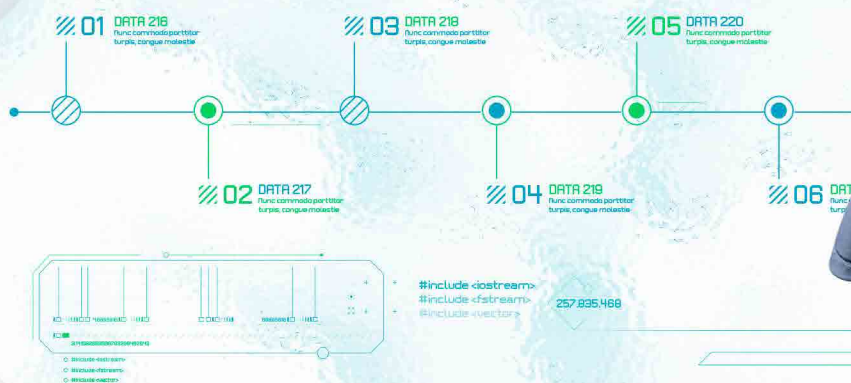 01 DATA 216
Nunc commodo porttitor
turpis, congue molestie
03 DATA 218
Nunc commodo porttitor
turpis, congue molestie
05 DATA 220
Nunc commodo porttitor
turpis, congue molestie
02 DATA 217
Nunc commodo porttitor
turpis, congue molestie
04 DATA 219
Nunc commodo porttitor
turpis, congue molestie
06 DAT
Nunc
turp
#include <iostream>
#include <fstream>
#include <vector>
257.835.468
#include <iostream>
#include <fstream>
#include <vector>